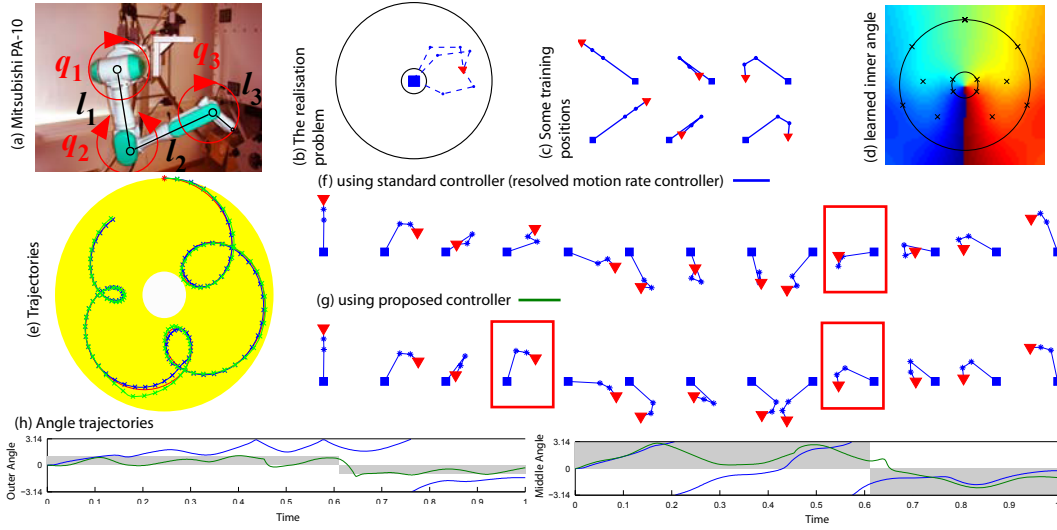 (a) Mitsubishi PA-10
q1
q2
q3
l1
l2
l3
(b) The realisation
problem
(c) Some training
positions
(d) learned inner angle
(e) Trajectories
(f) using standard controller (resolved motion rate controller)
(g) using proposed controller
(h) Angle trajectories
Outer Angle
3.14
0
−3.14
0 0.1 0.2 0.3 0.4 0.5 0.6 0.7 0.8 0.9 1
Time
Middle Angle
3.14
0
−3.14
0 0.1 0.2 0.3 0.4 0.5 0.6 0.7 0.8 0.9 1
Time